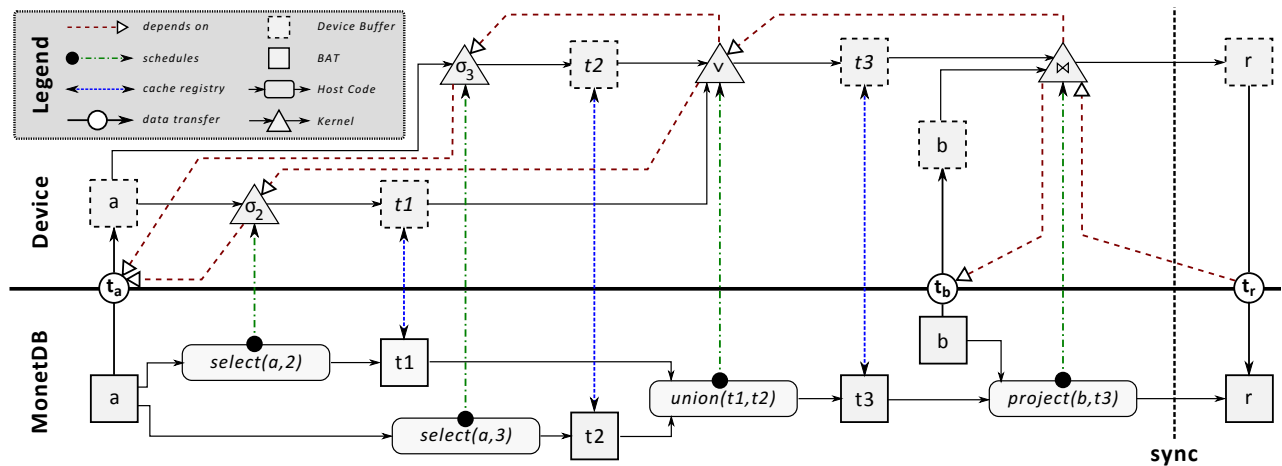 Legend
depends on
Device Buffer
schedules
BAT
cache registry
Host Code
data transfer
Kernel
σ3
t2
∨
t3
⋈
r
b
Device
a
σ2
t1
ta
tb
tr
MonetDB
select(a,2)
t1
b
a
union(t1,t2)
t3
project(b,t3)
r
select(a,3)
t2
sync